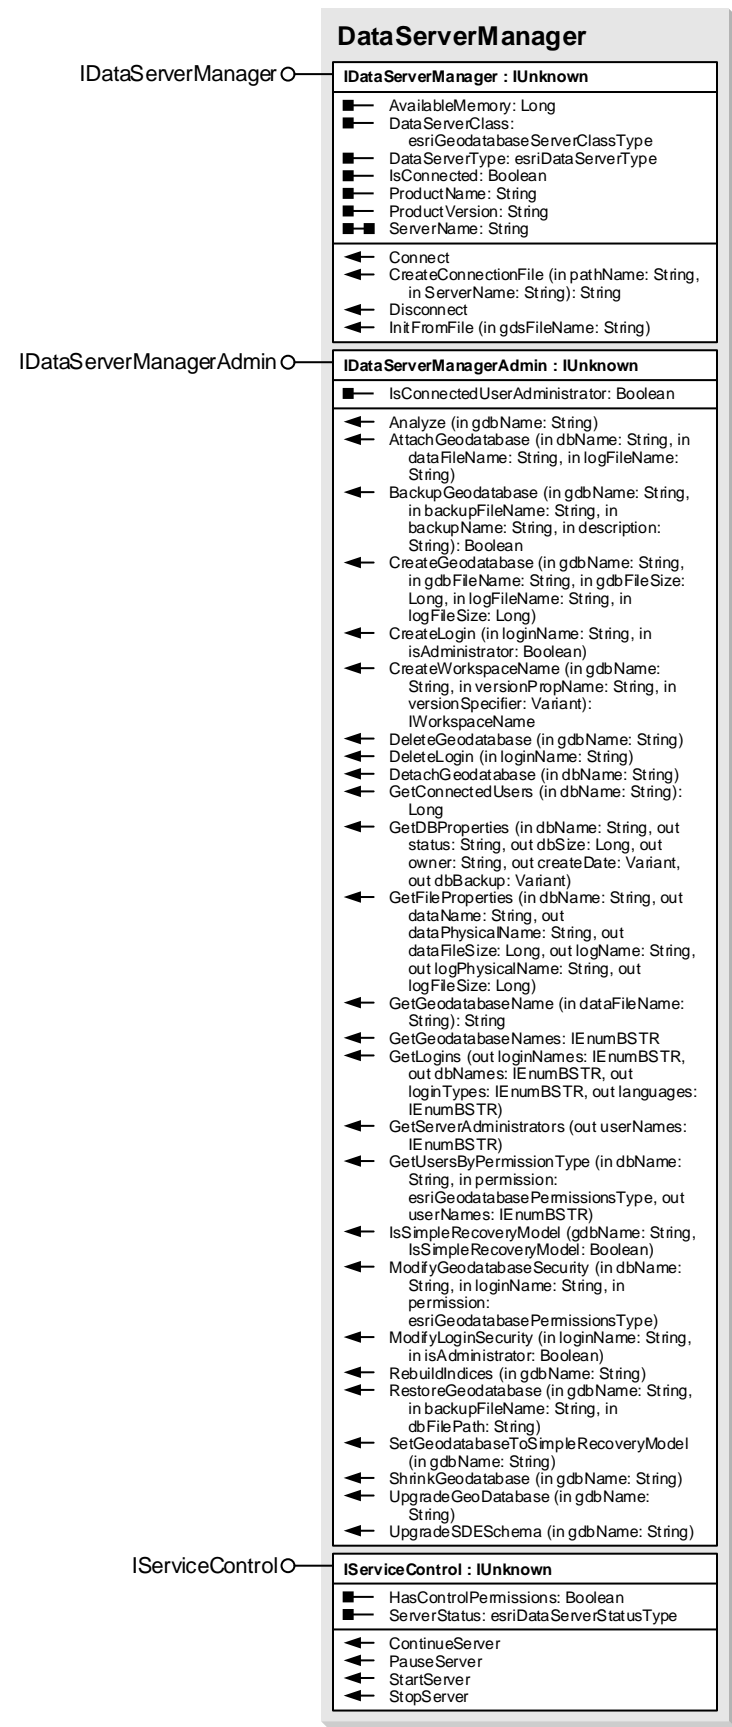 DataServerManager
IDataServerManager
IDataServerManager : IUnknown
AvailableMemory: Long
DataServerClass:
esriGeodatabaseServerClassType
DataServerType: esriDataServerType
IsConnected: Boolean
ProductName: String
ProductVersion: String
ServerName: String
Connect
CreateConnectionFile (in pathName: String,
in ServerName: String): String
Disconnect
InitFromFile (in gdsFileName: String)
IDataServerManagerAdmin
IDataServerManagerAdmin : IUnknown
IsConnectedUserAdministrator: Boolean
Analyze (in gdbName: String)
AttachGeodatabase (in dbName: String, in
dataFileName: String, in logFileName:
String)
BackupGeodatabase (in gdbName: String,
in backupFileName: String, in
backupName: String, in description:
String): Boolean
CreateGeodatabase (in gdbName: String,
in gdbFileName: String, in gdbFileSize:
Long, in logFileName: String, in
logFileSize: Long)
CreateLogin (in loginName: String, in
isAdministrator: Boolean)
CreateWorkspaceName (in gdbName:
String, in versionPropName: String, in
versionSpecifier: Variant):
IWorkspaceName
DeleteGeodatabase (in gdbName: String)
DeleteLogin (in loginName: String)
DetachGeodatabase (in dbName: String)
GetConnectedUsers (in dbName: String):
Long
GetDBProperties (in dbName: String, out
status: String, out dbSize: Long, out
owner: String, out createDate: Variant,
out dbBackup: Variant)
GetFileProperties (in dbName: String, out
dataName: String, out
dataPhysicalName: String, out
dataFileSize: Long, out logName: String,
out logPhysicalName: String, out
logFileSize: Long)
GetGeodatabaseName (in dataFileName:
String): String
GetGeodatabaseNames: IEnumBSTR
GetLogins (out loginNames: IEnumBSTR,
out dbNames: IEnumBSTR, out
loginTypes: IEnumBSTR, out languages:
IEnumBSTR)
GetServerAdministrators (out userNames:
IEnumBSTR)
GetUsersByPermissionType (in dbName:
String, in permission:
esriGeodatabasePermissionsType, out
userNames: IEnumBSTR)
IsSimpleRecoveryModel (gdbName: String,
IsSimpleRecoveryModel: Boolean)
ModifyGeodatabaseSecurity (in dbName:
String, in loginName: String, in
permission:
esriGeodatabasePermissionsType)
ModifyLoginSecurity (in loginName: String,
in isAdministrator: Boolean)
RebuildIndices (in gdbName: String)
RestoreGeodatabase (in gdbName: String,
in backupFileName: String, in
dbFilePath: String)
SetGeodatabaseToSimpleRecoveryModel
(in gdbName: String)
ShrinkGeodatabase (in gdbName: String)
UpgradeGeoDatabase (in gdbName:
String)
UpgradeSDESchema (in gdbName: String)
IServiceControl
IServiceControl : IUnknown
HasControlPermissions: Boolean
ServerStatus: esriDataServerStatusType
ContinueServer
PauseServer
StartServer
StopServer